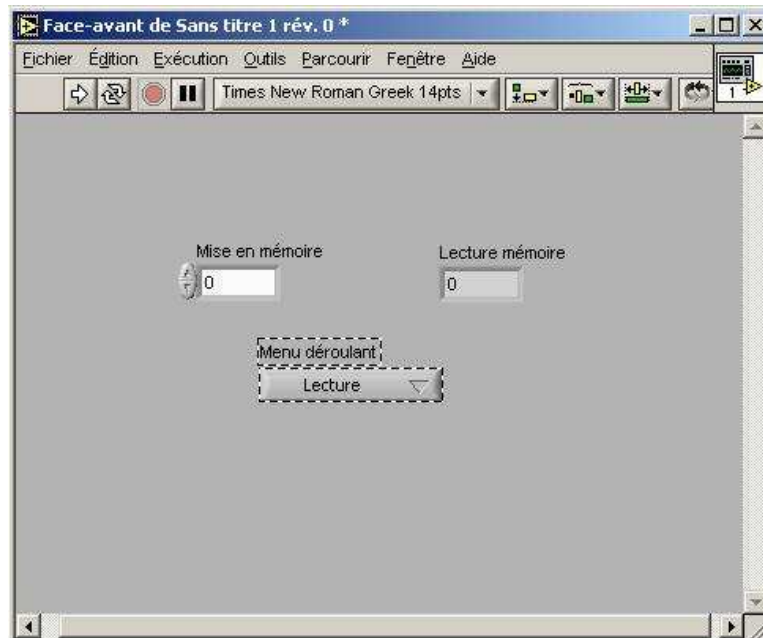 Face-avant de Sans titre 1 rév. 0 *
Fichier Édition Exécution Outils Parcourir Fenêtre Aide
Times New Roman Greek 14pts
1
Mise en mémoire
0
Lecture mémoire
0
Menu déroulant
Lecture